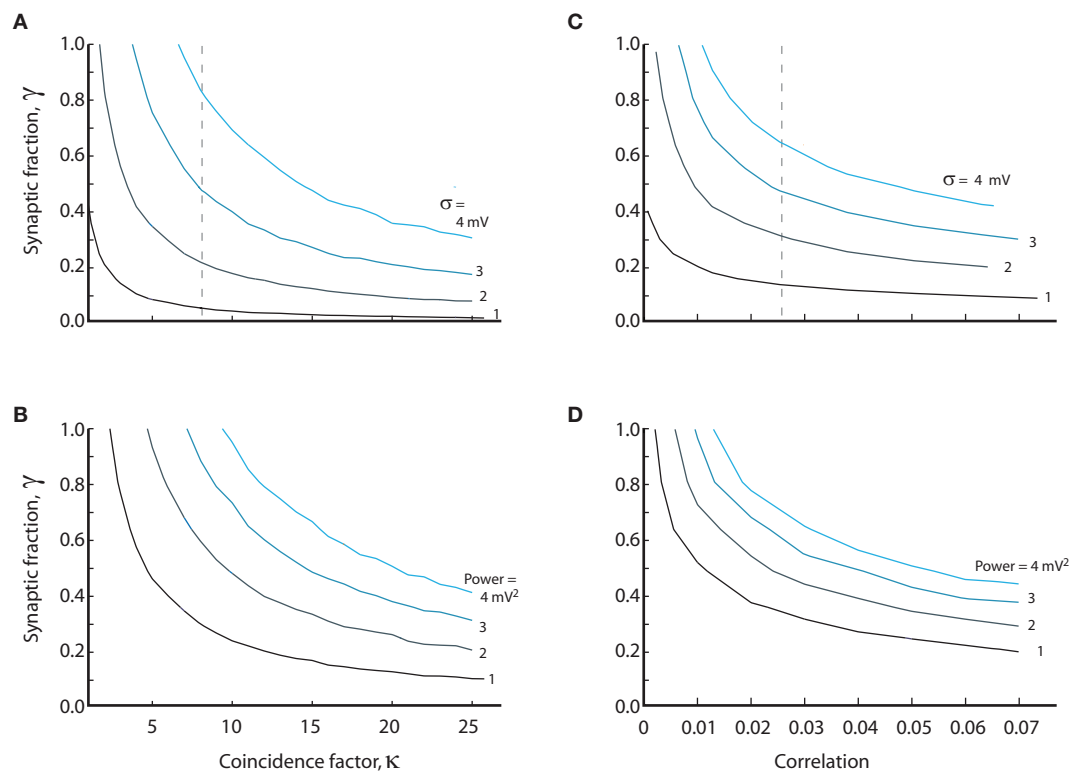 A
Synaptic fraction, γ
1.0
0.8
0.6
0.4
0.2
0.0
σ =
4 mV
3
2
1
C
1.0
0.8
0.6
0.4
0.2
0.0
σ = 4 mV
3
2
1
B
Synaptic fraction, γ
1.0
0.8
0.6
0.4
0.2
0.0
Power =
4 mV²
3
2
1
5 10 15 20 25
Coincidence factor, κ
D
1.0
0.8
0.6
0.4
0.2
0.0
Power = 4 mV²
3
2
1
0 0.01 0.02 0.03 0.04 0.05 0.06 0.07
Correlation